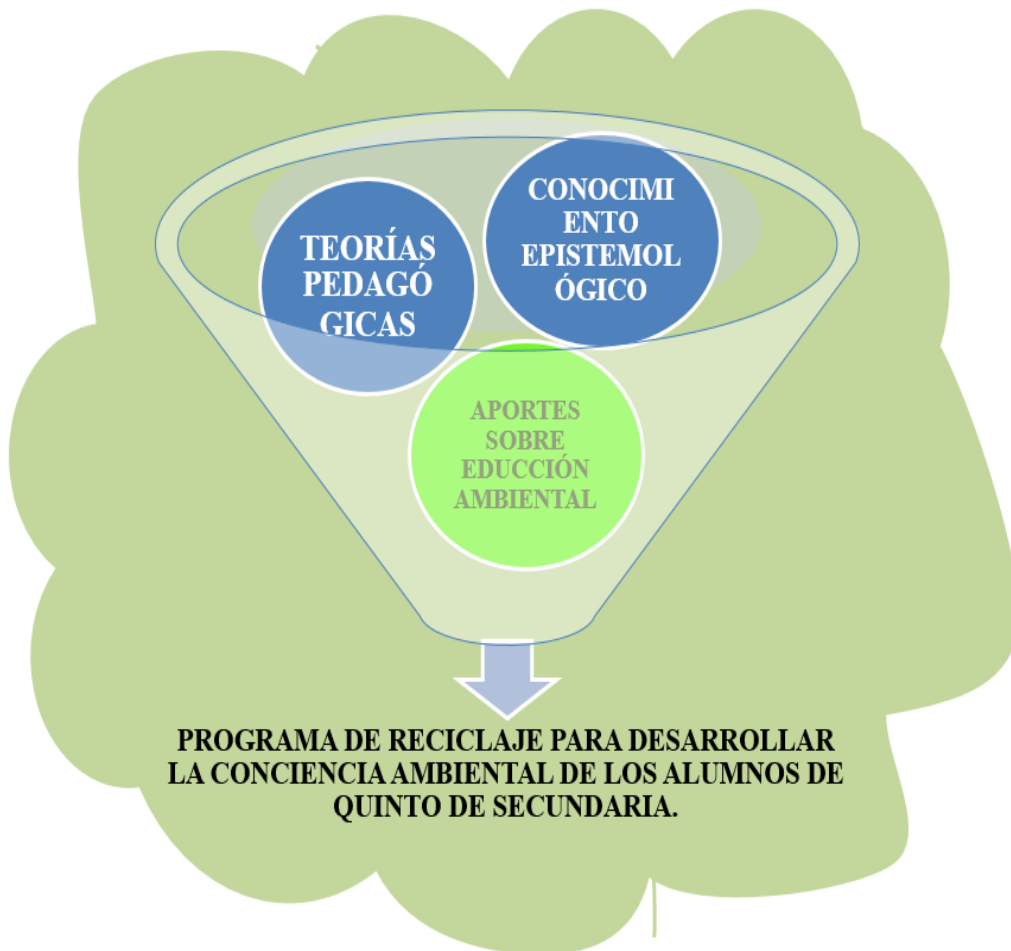 CONOCIMI
ENTO
EPISTEMOL
ÓGICO
TEORÍAS
PEDAGÓ
GICAS
APORTES
SOBRE
EDUCCIÓN
AMBIENTAL
PROGRAMA DE RECICLAJE PARA DESARROLLAR
LA CONCIENCIA AMBIENTAL DE LOS ALUMNOS DE
QUINTO DE SECUNDARIA.